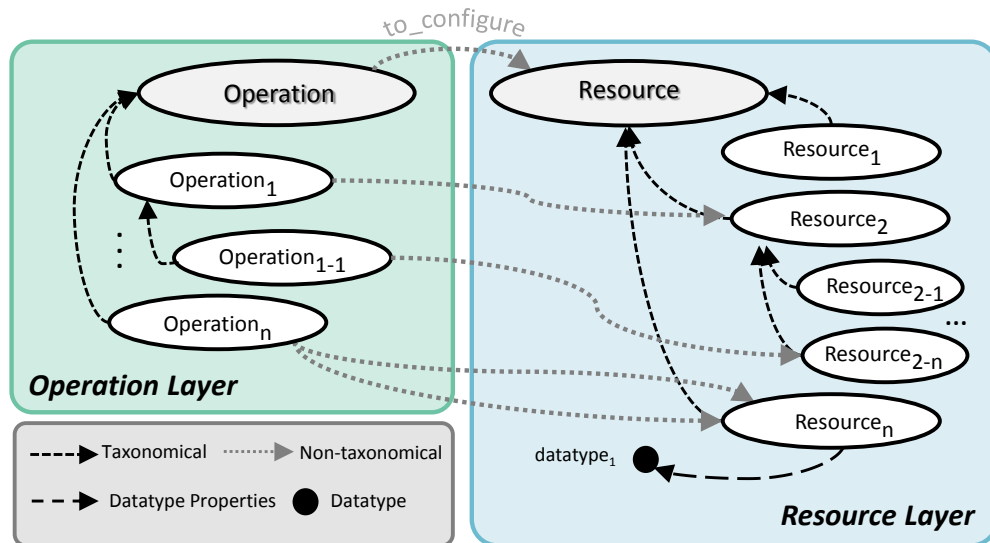 to_configure
Operation
Operation1
Operation1-1
Operationn
Operation Layer
Resource
Resource1
Resource2
Resource2-1
...
Resource2-n
Resourcen
datatype1
Resource Layer
Taxonomical
Non-taxonomical
Datatype Properties
Datatype